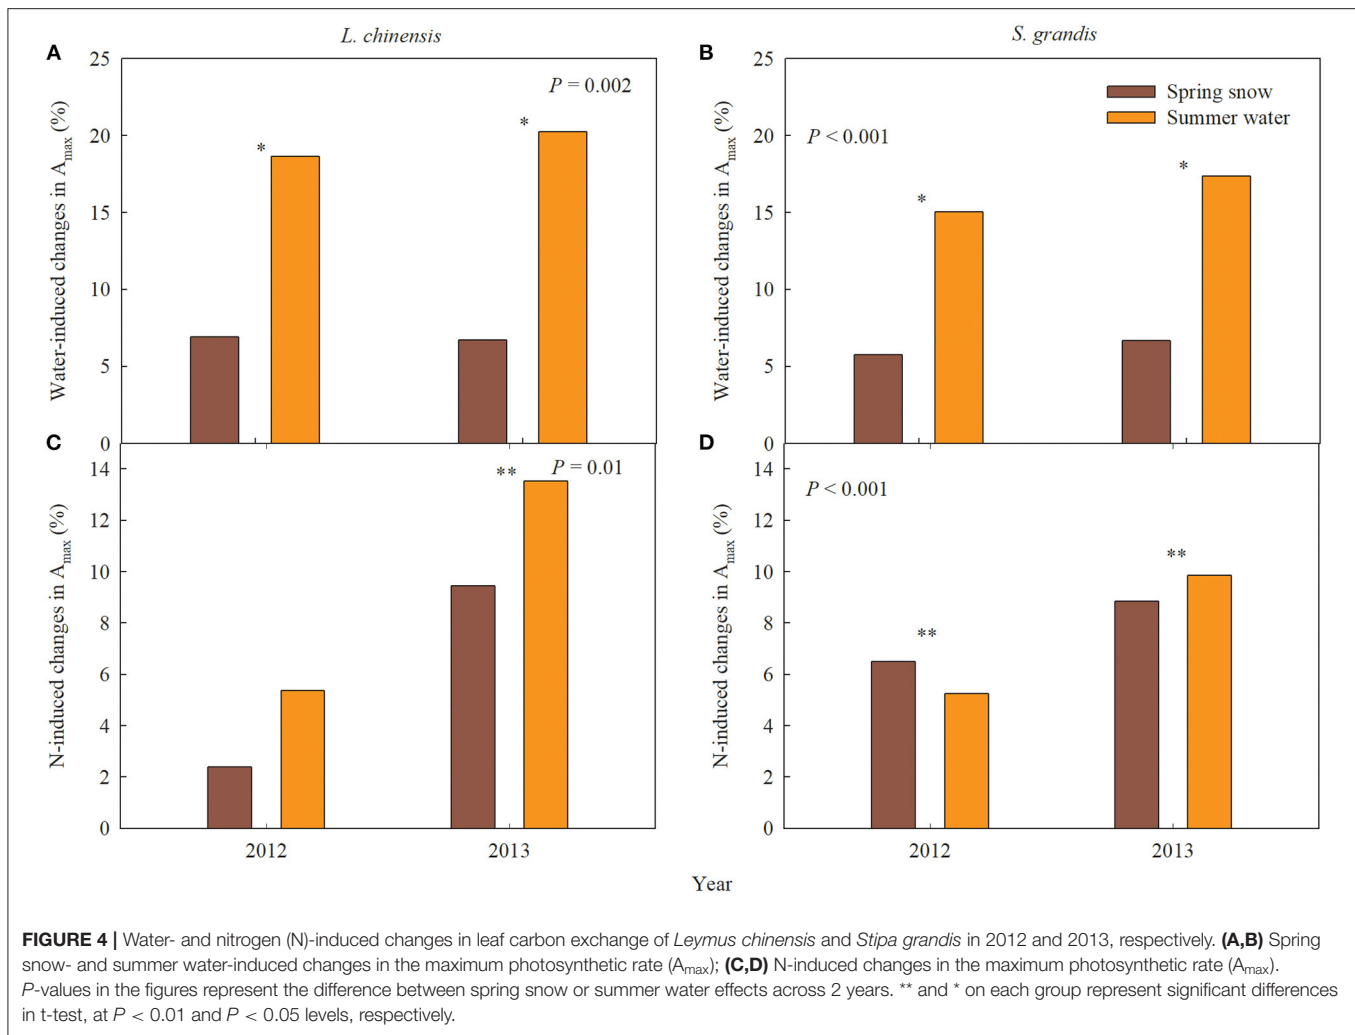 A
L. chinensis
25
20
15
10
5
0
Water-induced changes in Amax (%)
P = 0.002
*
*
B
S. grandis
25
20
15
10
5
0
Water-induced changes in Amax (%)
Spring snow
Summer water
P < 0.001
*
*
C
14
12
10
8
6
4
2
0
N-induced changes in Amax (%)
P = 0.01
**
2012
2013
D
14
12
10
8
6
4
2
0
N-induced changes in Amax (%)
P < 0.001
**
**
2012
2013
Year
FIGURE 4 | Water- and nitrogen (N)-induced changes in leaf carbon exchange of Leymus chinensis and Stipa grandis in 2012 and 2013, respectively. (A,B) Spring
snow- and summer water-induced changes in the maximum photosynthetic rate (Amax); (C,D) N-induced changes in the maximum photosynthetic rate (Amax).
P-values in the figures represent the difference between spring snow or summer water effects across 2 years. ** and * on each group represent significant differences
in t-test, at P < 0.01 and P < 0.05 levels, respectively.